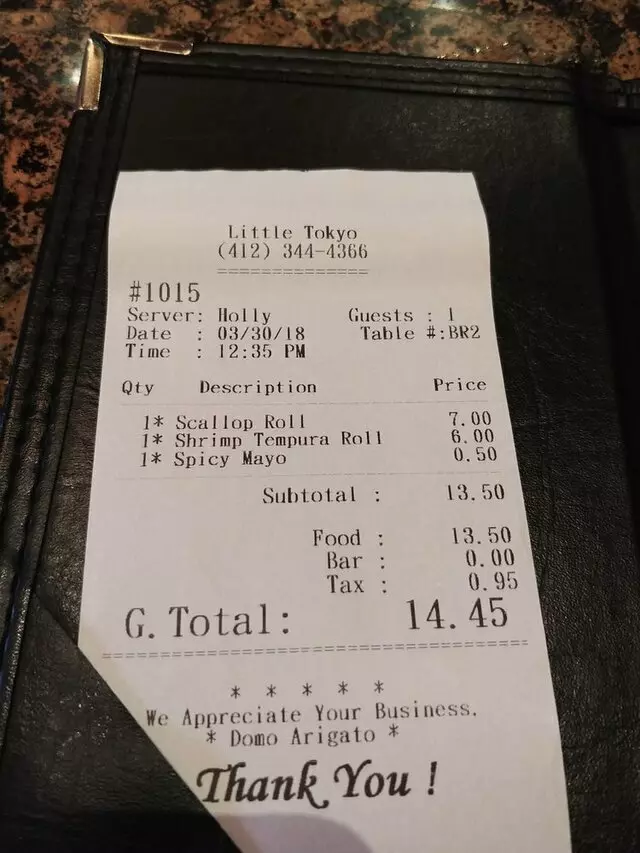 Little Tokyo
(412) 344-4366
==================
#1015
Server: Holly Guests : 1
Date : 03/30/18 Table #:BR2
Time : 12:35 PM
Qty Description Price
1* Scallop Roll 7.00
1* Shrimp Tempura Roll 6.00
1* Spicy Mayo 0.50
Subtotal : 13.50
Food : 13.50
Bar : 0.00
Tax : 0.95
G. Total: 14.45
* * * * *
We Appreciate Your Business.
* Domo Arigato *
Thank You !